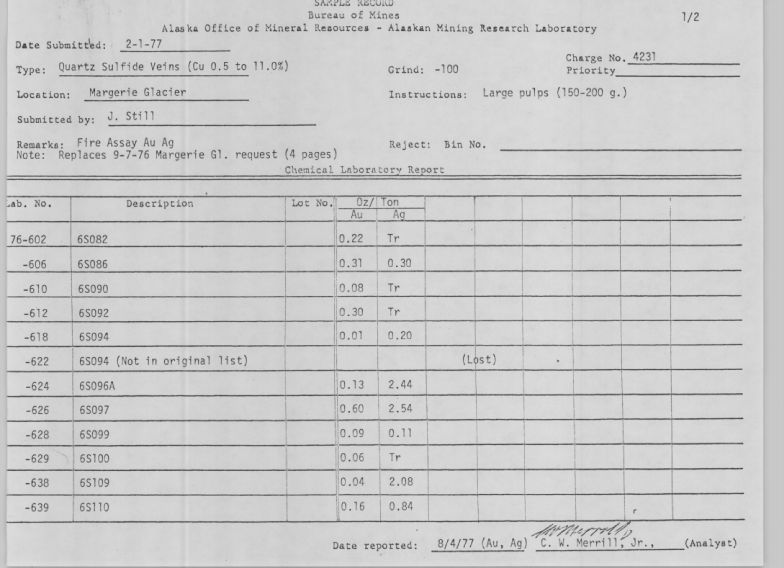 SAMPLE RECORD
Bureau of Mines 1/2
Alaska Office of Mineral Resources - Alaskan Mining Research Laboratory
Date Submitted: 2-1-77
Charge No. 4231
Type: Quartz Sulfide Veins (Cu 0.5 to 11.0%) Grind: -100 Priority
Location: Margerie Glacier Instructions: Large pulps (150-200 g.)
Submitted by: J. Still
Remarks: Fire Assay Au Ag Reject: Bin No.
Note: Replaces 9-7-76 Margerie Gl. request (4 pages)
Chemical Laboratory Report
Lab. No. Description Lot No. Oz/ Ton
Au Ag
76-602 6S082 0.22 Tr
-606 6S086 0.31 0.30
-610 6S090 0.08 Tr
-612 6S092 0.30 Tr
-618 6S094 0.01 0.20
-622 6S094 (Not in original list) (Lost)
-624 6S096A 0.13 2.44
-626 6S097 0.60 2.54
-628 6S099 0.09 0.11
-629 6S100 0.06 Tr
-638 6S109 0.04 2.08
-639 6S110 0.16 0.84
Date reported: 8/4/77 (Au, Ag) C. W. Merrill, Jr., (Analyst)